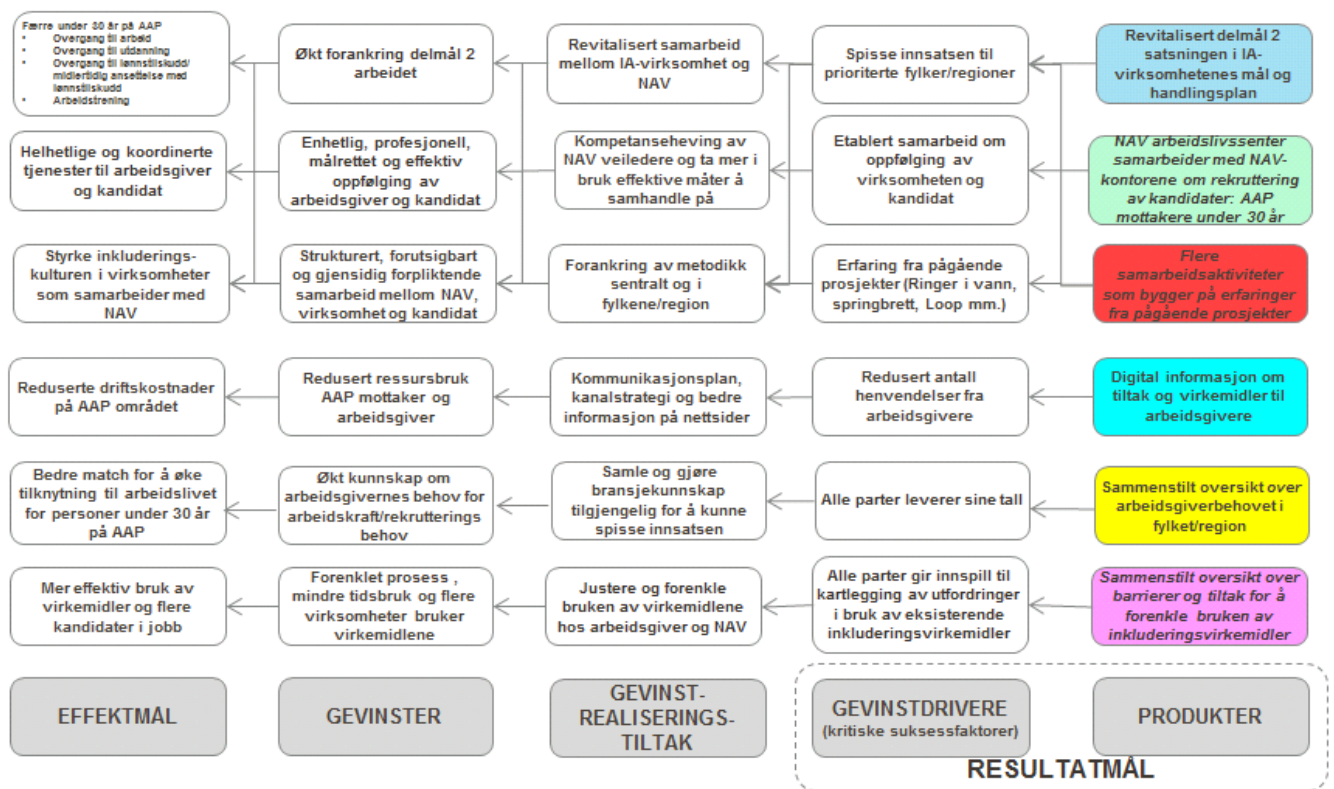 Færre under 30 år på AAP
• Overgang til arbeid
• Overgang til utdanning
• Overgang til lønnstilskudd/
midlertidig ansettelse med
lønnstilskudd
• Arbeidstrening
Økt forankring delmål 2
arbeidet
Revitalisert samarbeid
mellom IA-virksomhet og
NAV
Spisse innsatsen til
prioriterte fylker/regioner
Revitalisert delmål 2
satsningen i IA-
virksomhetenes mål og
handlingsplan
Helhetlige og koordinerte
tjenester til arbeidsgiver
og kandidat
Enhetlig, profesjonell,
målrettet og effektiv
oppfølging av
arbeidsgiver og kandidat
Kompetanseheving av
NAV veiledere og ta mer i
bruk effektive måter å
samhandle på
Etablert samarbeid om
oppfølging av
virksomheten og
kandidat
NAV arbeidslivssenter
samarbeider med NAV-
kontorene om rekruttering
av kandidater: AAP
mottakere under 30 år
Styrke inkluderings-
kulturen i virksomheter
som samarbeider med
NAV
Strukturert, forutsigbart
og gjensidig forpliktende
samarbeid mellom NAV,
virksomhet og kandidat
Forankring av metodikk
sentralt og i
fylkene/region
Erfaring fra pågående
prosjekter (Ringer i vann,
springbrett, Loop mm.)
Flere
samarbeidsaktiviteter
som bygger på erfaringer
fra pågående prosjekter
Reduserte driftskostnader
på AAP området
Redusert ressursbruk
AAP mottaker og
arbeidsgiver
Kommunikasjonsplan,
kanalstrategi og bedre
informasjon på nettsider
Redusert antall
henvendelser fra
arbeidsgivere
Digital informasjon om
tiltak og virkemidler til
arbeidsgivere
Bedre match for å øke
tilknytning til arbeidslivet
for personer under 30 år
på AAP
Økt kunnskap om
arbeidsgivernes behov for
arbeidskraft/rekrutterings
behov
Samle og gjøre
bransjekunnskap
tilgjengelig for å kunne
spisse innsatsen
Alle parter leverer sine tall
Sammenstilt oversikt over
arbeidsgiverbehovet i
fylket/region
Mer effektiv bruk av
virkemidler og flere
kandidater i jobb
Forenklet prosess ,
mindre tidsbruk og flere
virksomheter bruker
virkemidlene
Justere og forenkle
bruken av virkemidlene
hos arbeidsgiver og NAV
Alle parter gir innspill til
kartlegging av utfordringer
i bruk av eksisterende
inkluderingsvirkemidler
Sammenstilt oversikt over
barrierer og tiltak for å
forenkle bruken av
inkluderingsvirkemidler
EFFEKTMÅL
GEVINSTER
GEVINST-
REALISERINGS-
TILTAK
GEVINSTDRIVERE
(kritiske suksessfaktorer)
PRODUKTER
RESULTATMÅL